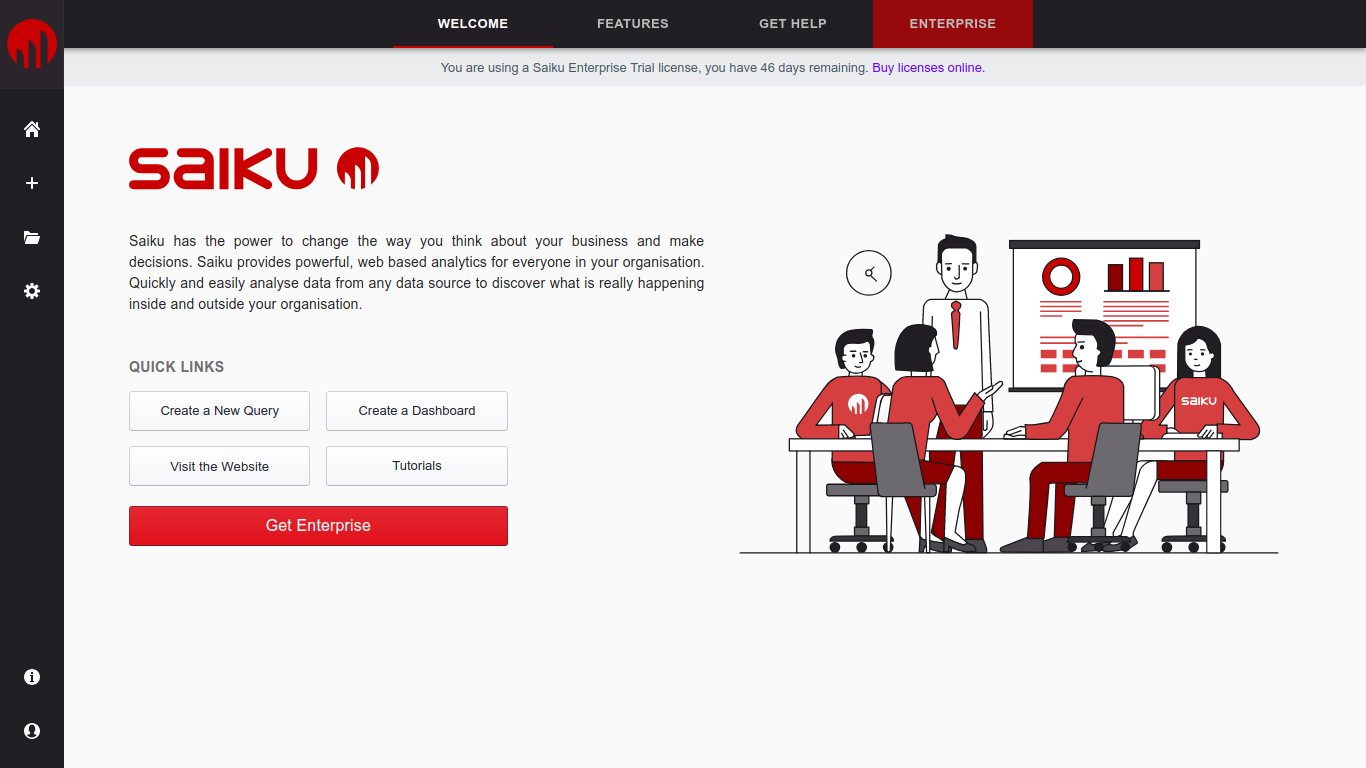 WELCOME
FEATURES
GET HELP
ENTERPRISE
You are using a Saiku Enterprise Trial license, you have 46 days remaining. Buy licenses online.
saiku
Saiku has the power to change the way you think about your business and make
decisions. Saiku provides powerful, web based analytics for everyone in your organisation.
Quickly and easily analyse data from any data source to discover what is really happening
inside and outside your organisation.
QUICK LINKS
Create a New Query
Create a Dashboard
Visit the Website
Tutorials
Get Enterprise
saiku